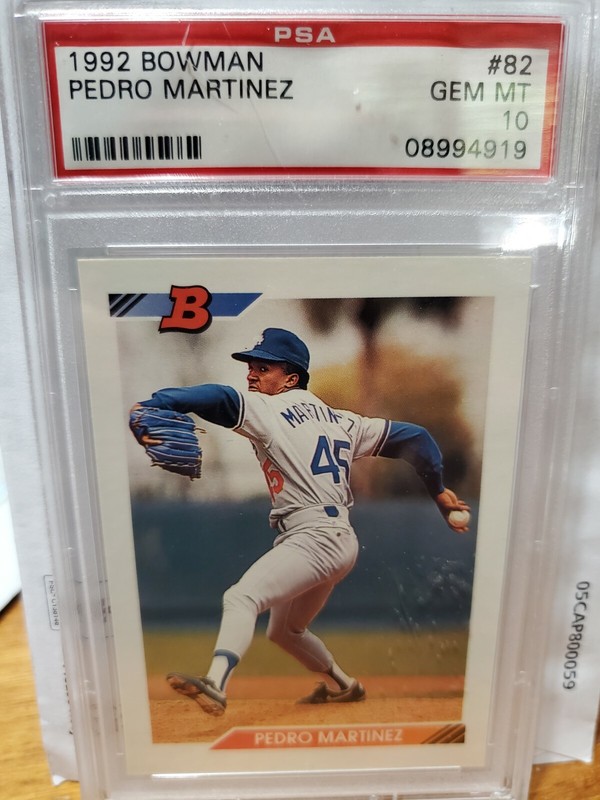 PSA
1992 BOWMAN #82
PEDRO MARTINEZ GEM MT
10
08994919
B
MARTINEZ
45
PEDRO MARTINEZ
05CAP800059